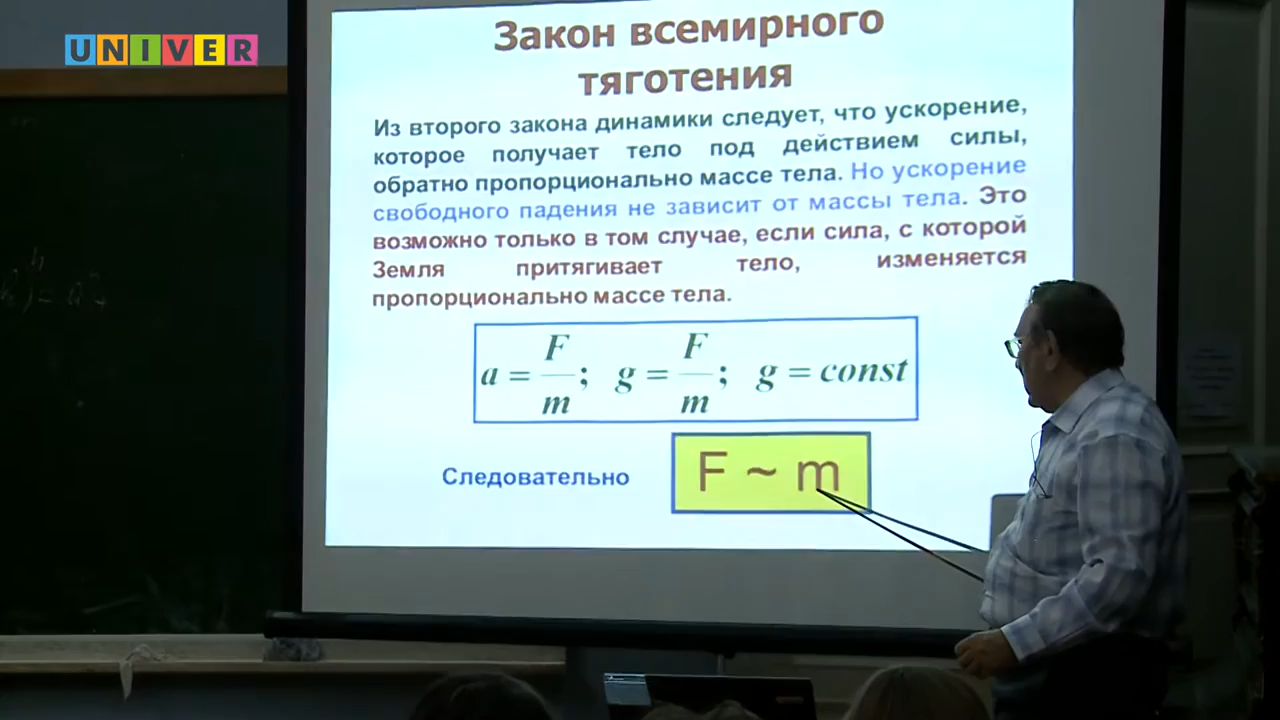 UNIVER
Закон всемирного
тяготения
Из второго закона динамики следует, что ускорение,
которое получает тело под действием силы,
обратно пропорционально массе тела. Но ускорение
свободного падения не зависит от массы тела. Это
возможно только в том случае, если сила, с которой
Земля притягивает тело, изменяется
пропорционально массе тела.
a = F/m; g = F/m; g = const
Следовательно F ~ m